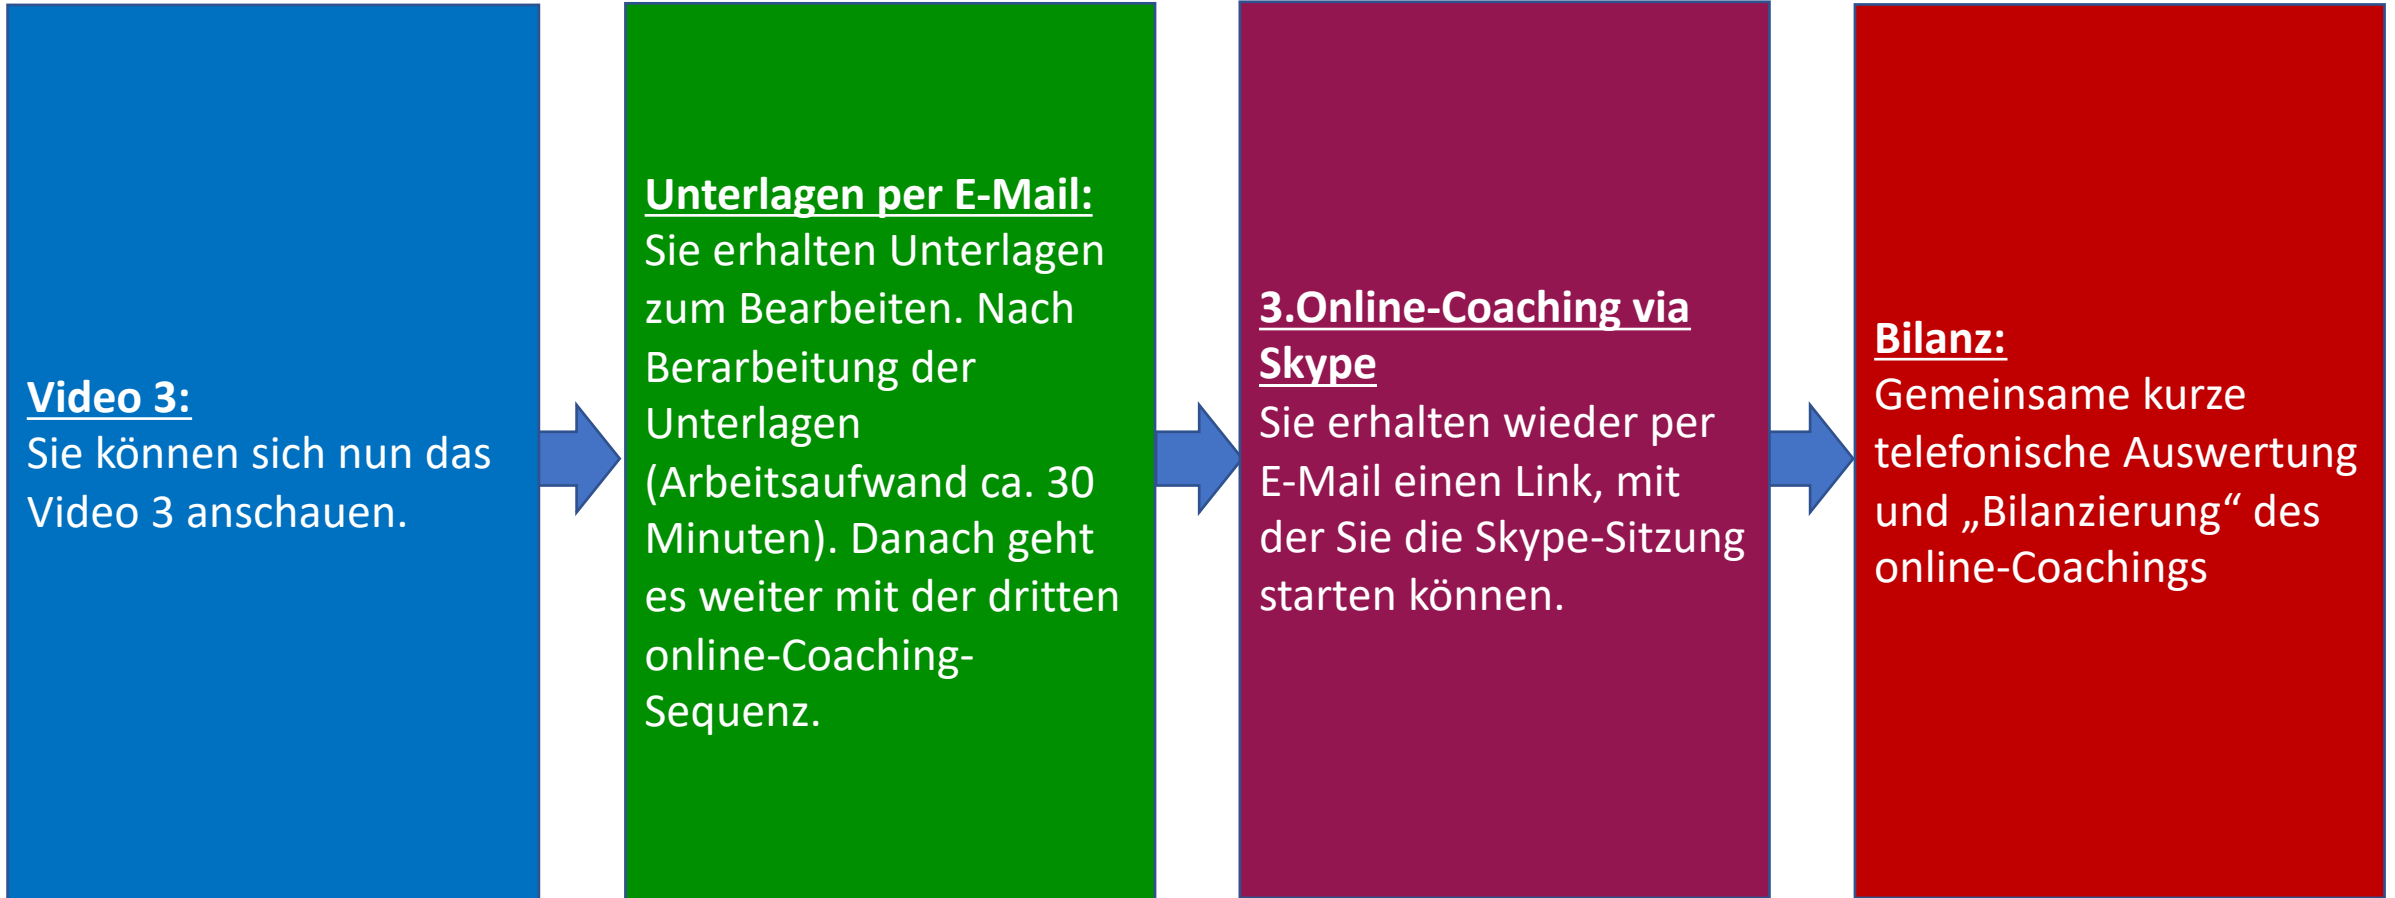 Video 3:
Sie können sich nun das
Video 3 anschauen.
Unterlagen per E-Mail:
Sie erhalten Unterlagen
zum Bearbeiten. Nach
Berarbeitung der
Unterlagen
(Arbeitsaufwand ca. 30
Minuten). Danach geht
es weiter mit der dritten
online-Coaching-
Sequenz.
3.Online-Coaching via
Skype
Sie erhalten wieder per
E-Mail einen Link, mit
der Sie die Skype-Sitzung
starten können.
Bilanz:
Gemeinsame kurze
telefonische Auswertung
und „Bilanzierung“ des
online-Coachings